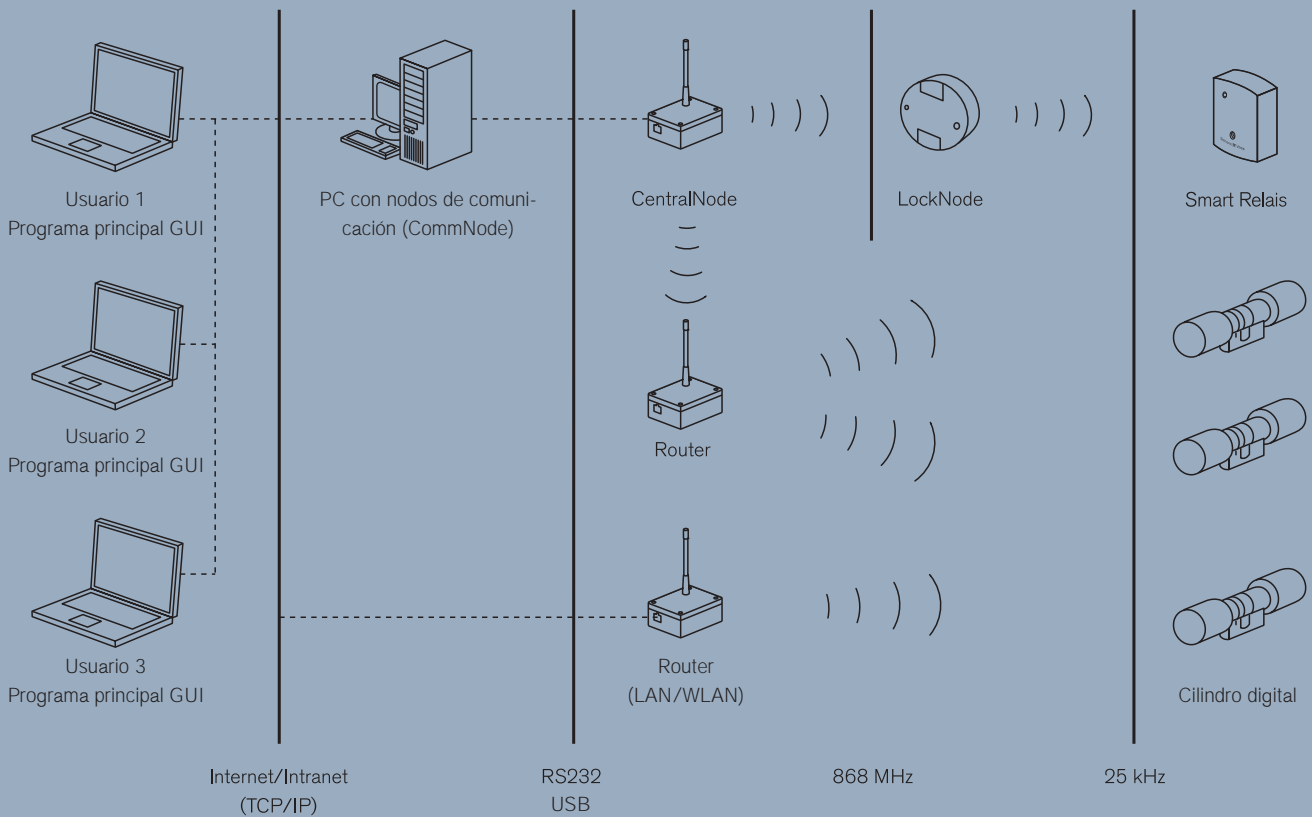 Usuario 1
Programa principal GUI
PC con nodos de comuni-
cación (CommNode)
CentralNode
LockNode
Smart Relais
Usuario 2
Programa principal GUI
Router
Usuario 3
Programa principal GUI
Router
(LAN/WLAN)
Cilindro digital
Internet/Intranet
(TCP/IP)
RS232
USB
868 MHz
25 kHz